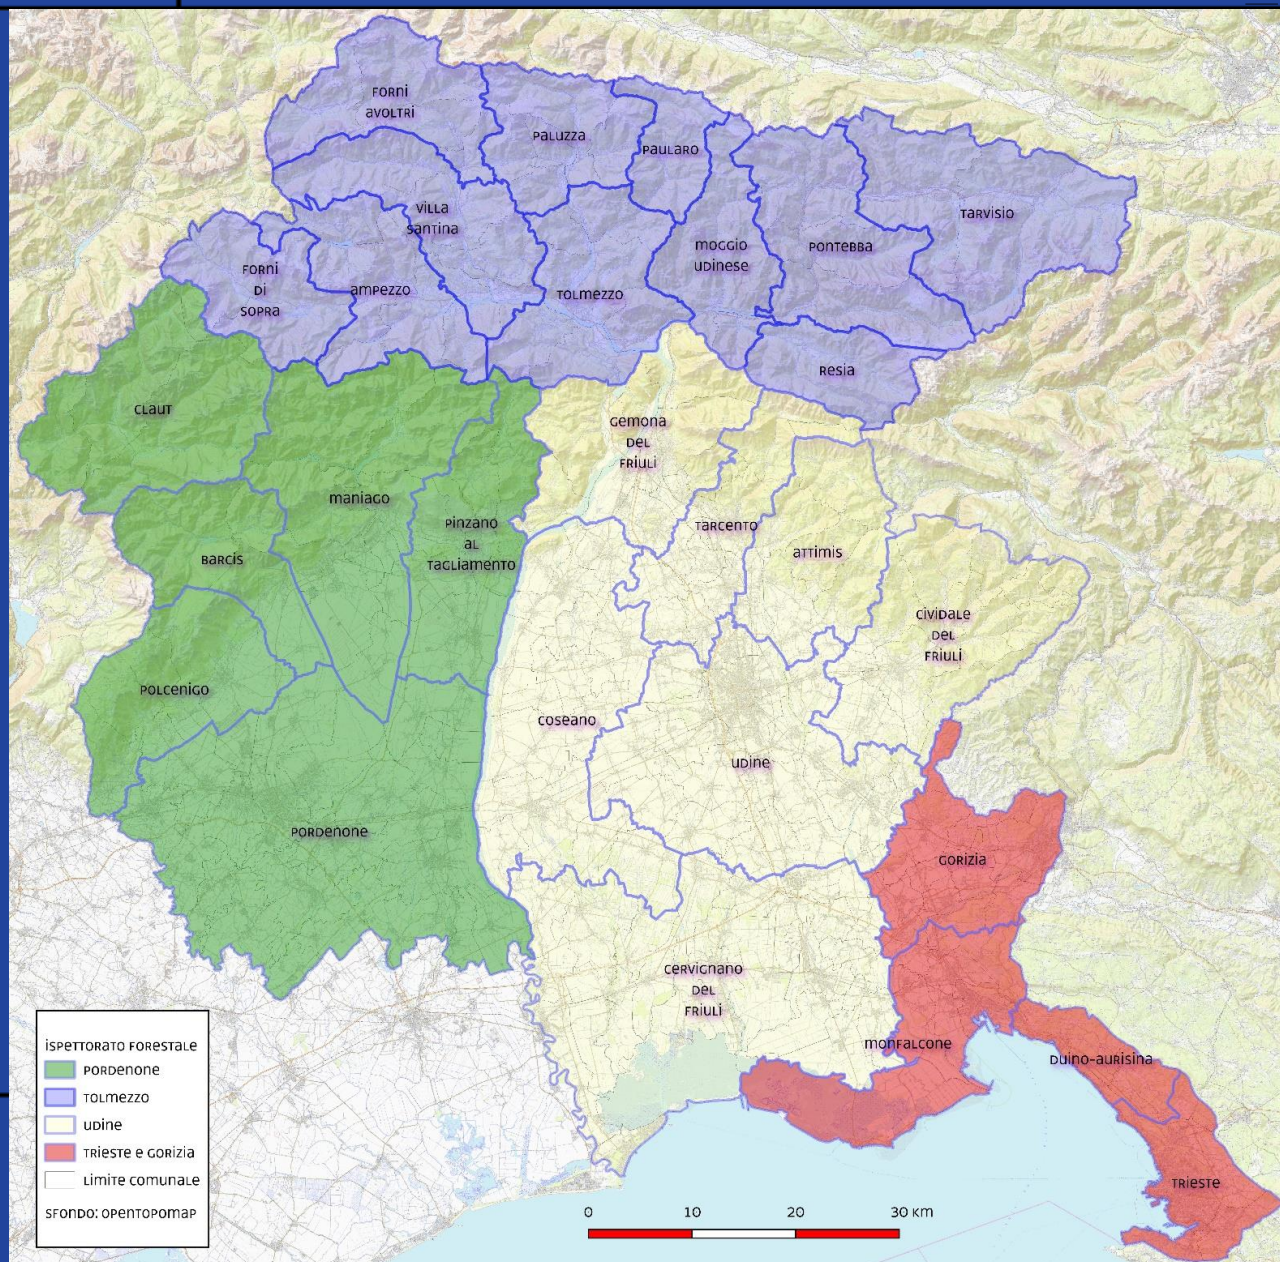 FORNI
AVOLTRI
PALUZZA
PAULARO
TARVISIO
VILLA
SANTINA
MOGGIO
UDINESE
PONTEBBA
FORNI
DI
SOPRA
AMPEZZO
TOLMEZZO
RESIA
CLAUT
GEMONA
DEL
FRIULI
MANIAGO
PINZANO
AL
TAGLIAMENTO
TARCENTO
ATTIMIS
BARCIS
CIVIDALE
DEL
FRIULI
POLCENIGO
COSEANO
UDINE
PORDENONE
GORIZIA
CERVIGNANO
DEL
FRIULI
MONFALCONE
DUINO-AURISINA
TRIESTE
ISPETTORATO FORESTALE
PORDENONE
TOLMEZZO
UDINE
TRIESTE E GORIZIA
LIMITE COMUNALE
SFONDO: OPENTOPOMAP
0 10 20 30 KM